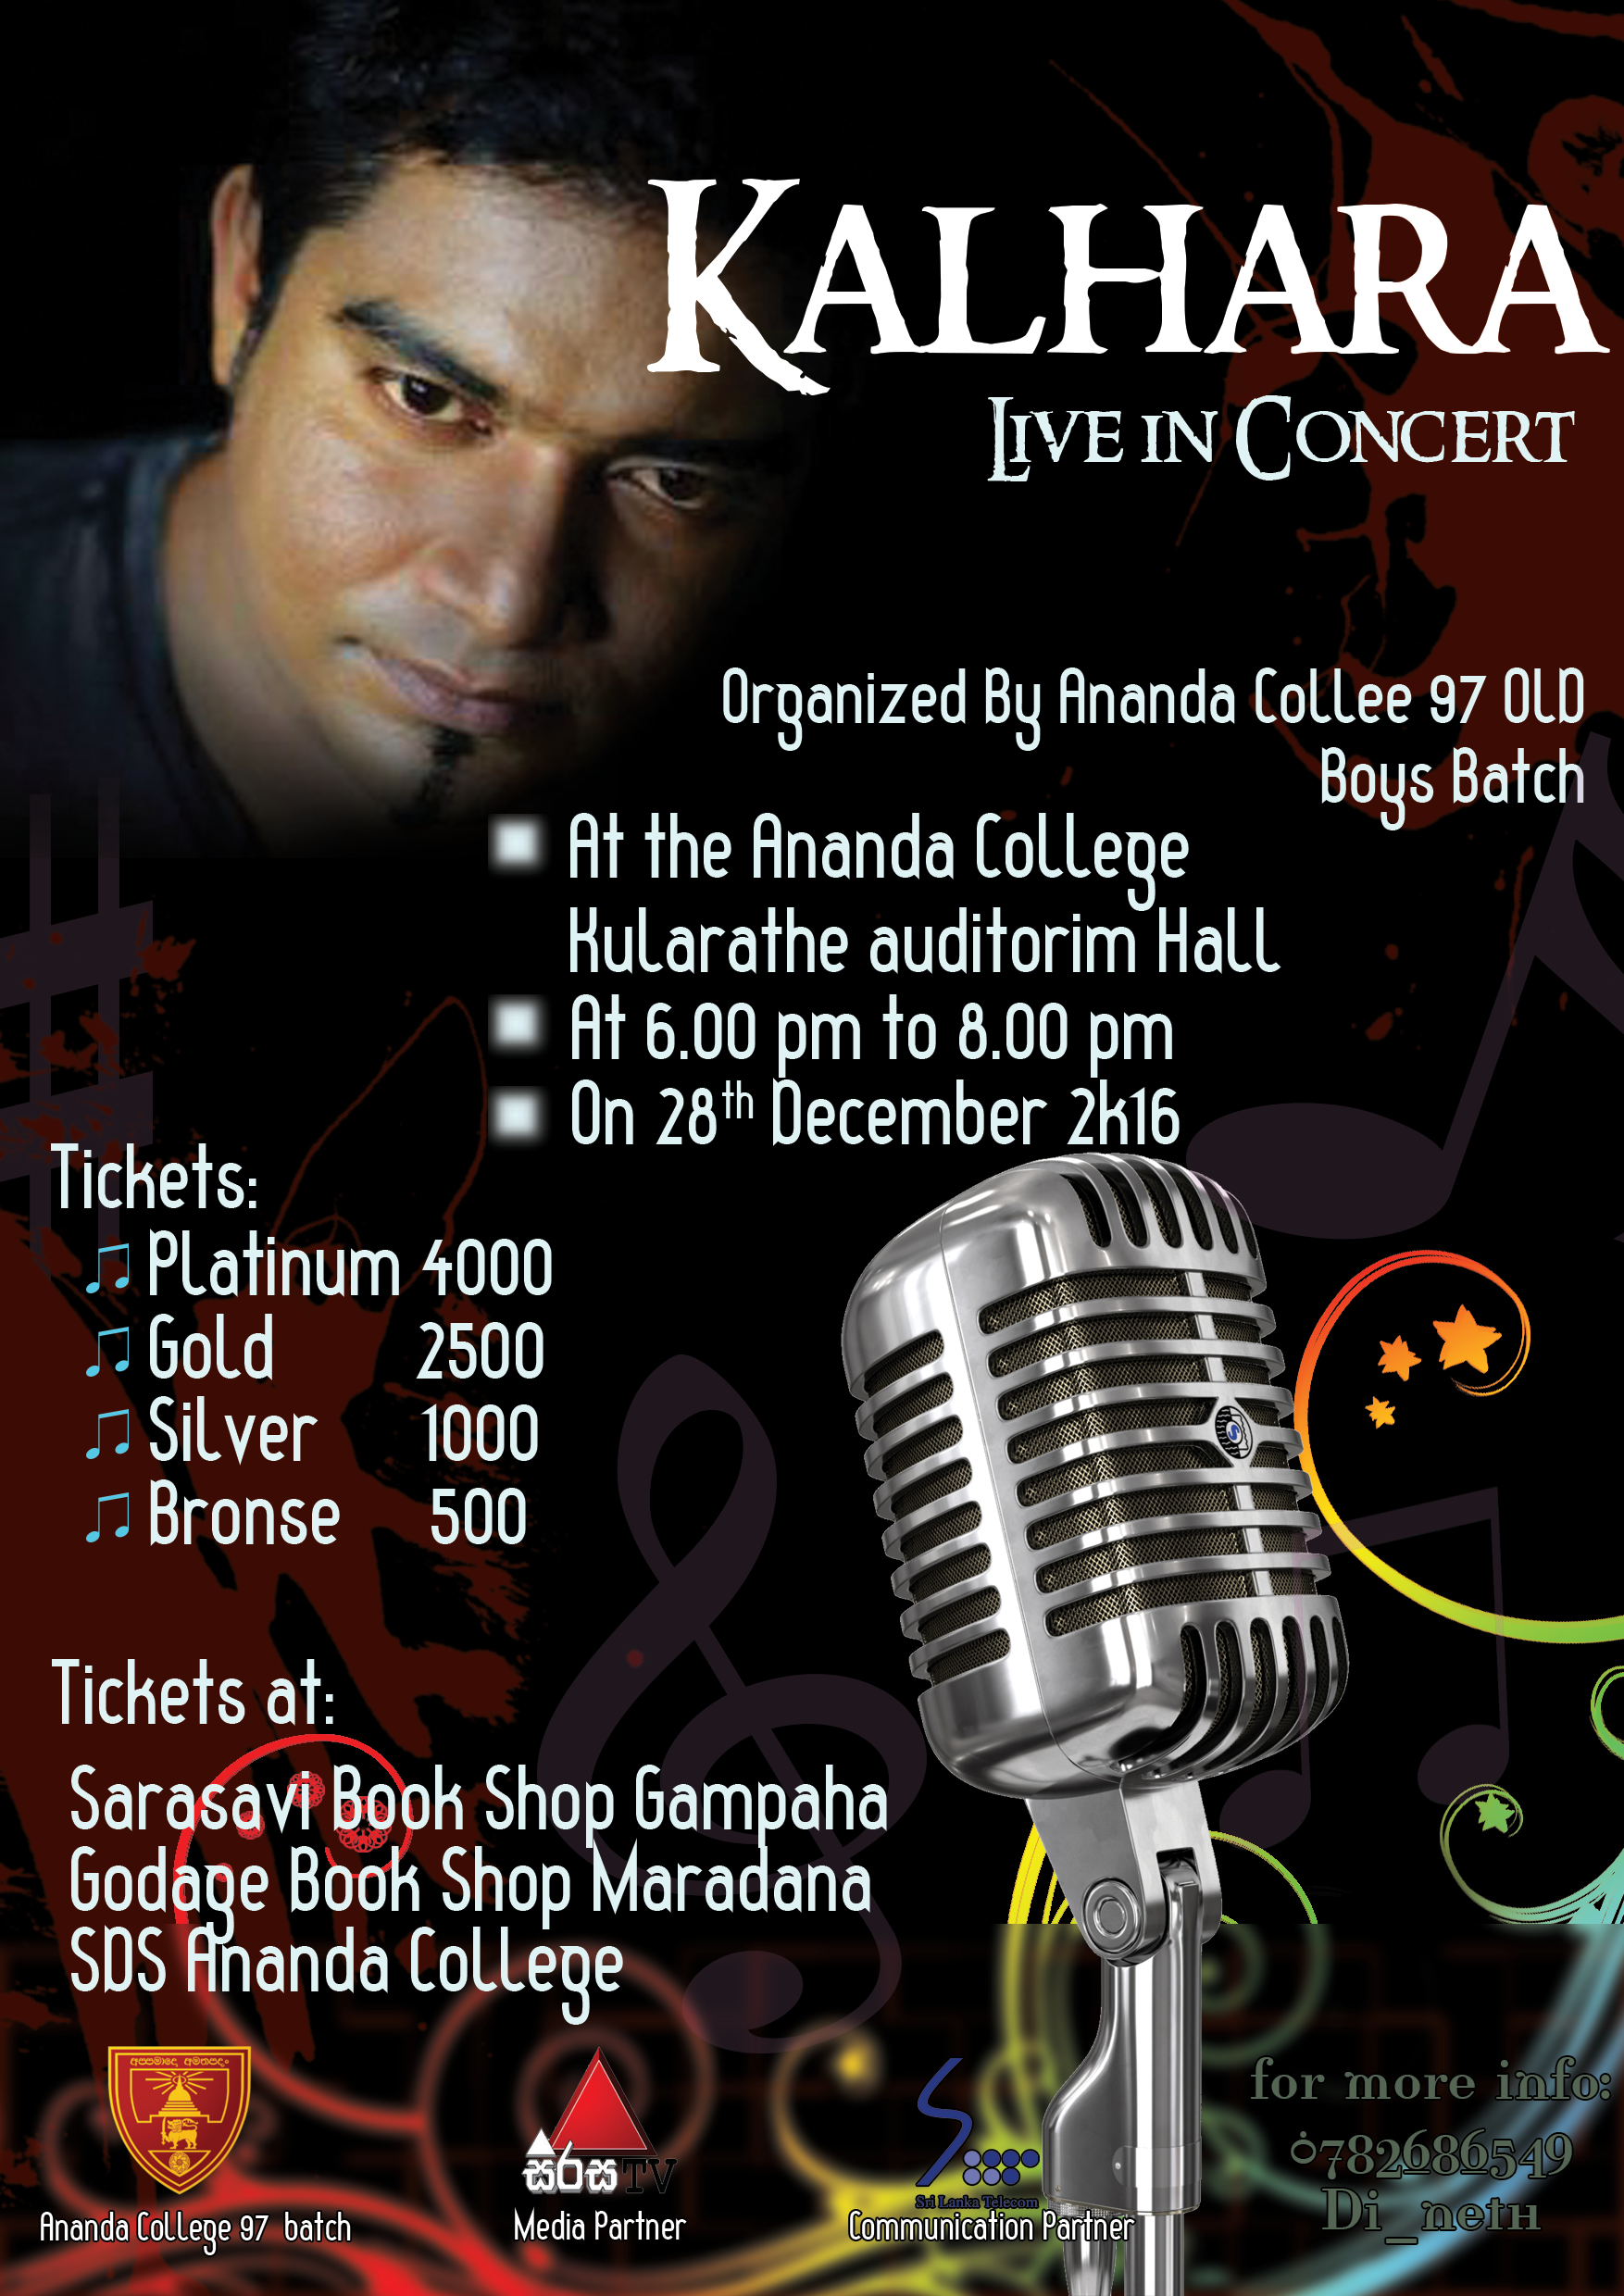 KALHARA
LIVE IN CONCERT
Organized By Ananda Collee 97 OLD
Boys Batch
At the Ananda College
Kularathe auditorim Hall
At 6.00 pm to 8.00 pm
On 28th December 2k16
Tickets:
Platinum 4000
Gold 2500
Silver 1000
Bronse 500
Tickets at:
Sarasavi Book Shop Gampaha
Godage Book Shop Maradana
SDS Ananda College
අප්පමාදො අමතපදං
සිරස TV
Sri Lanka Telecom
Ananda College 97 batch
Media Partner
Communication Partner
for more info:
0782686549
Di_neth